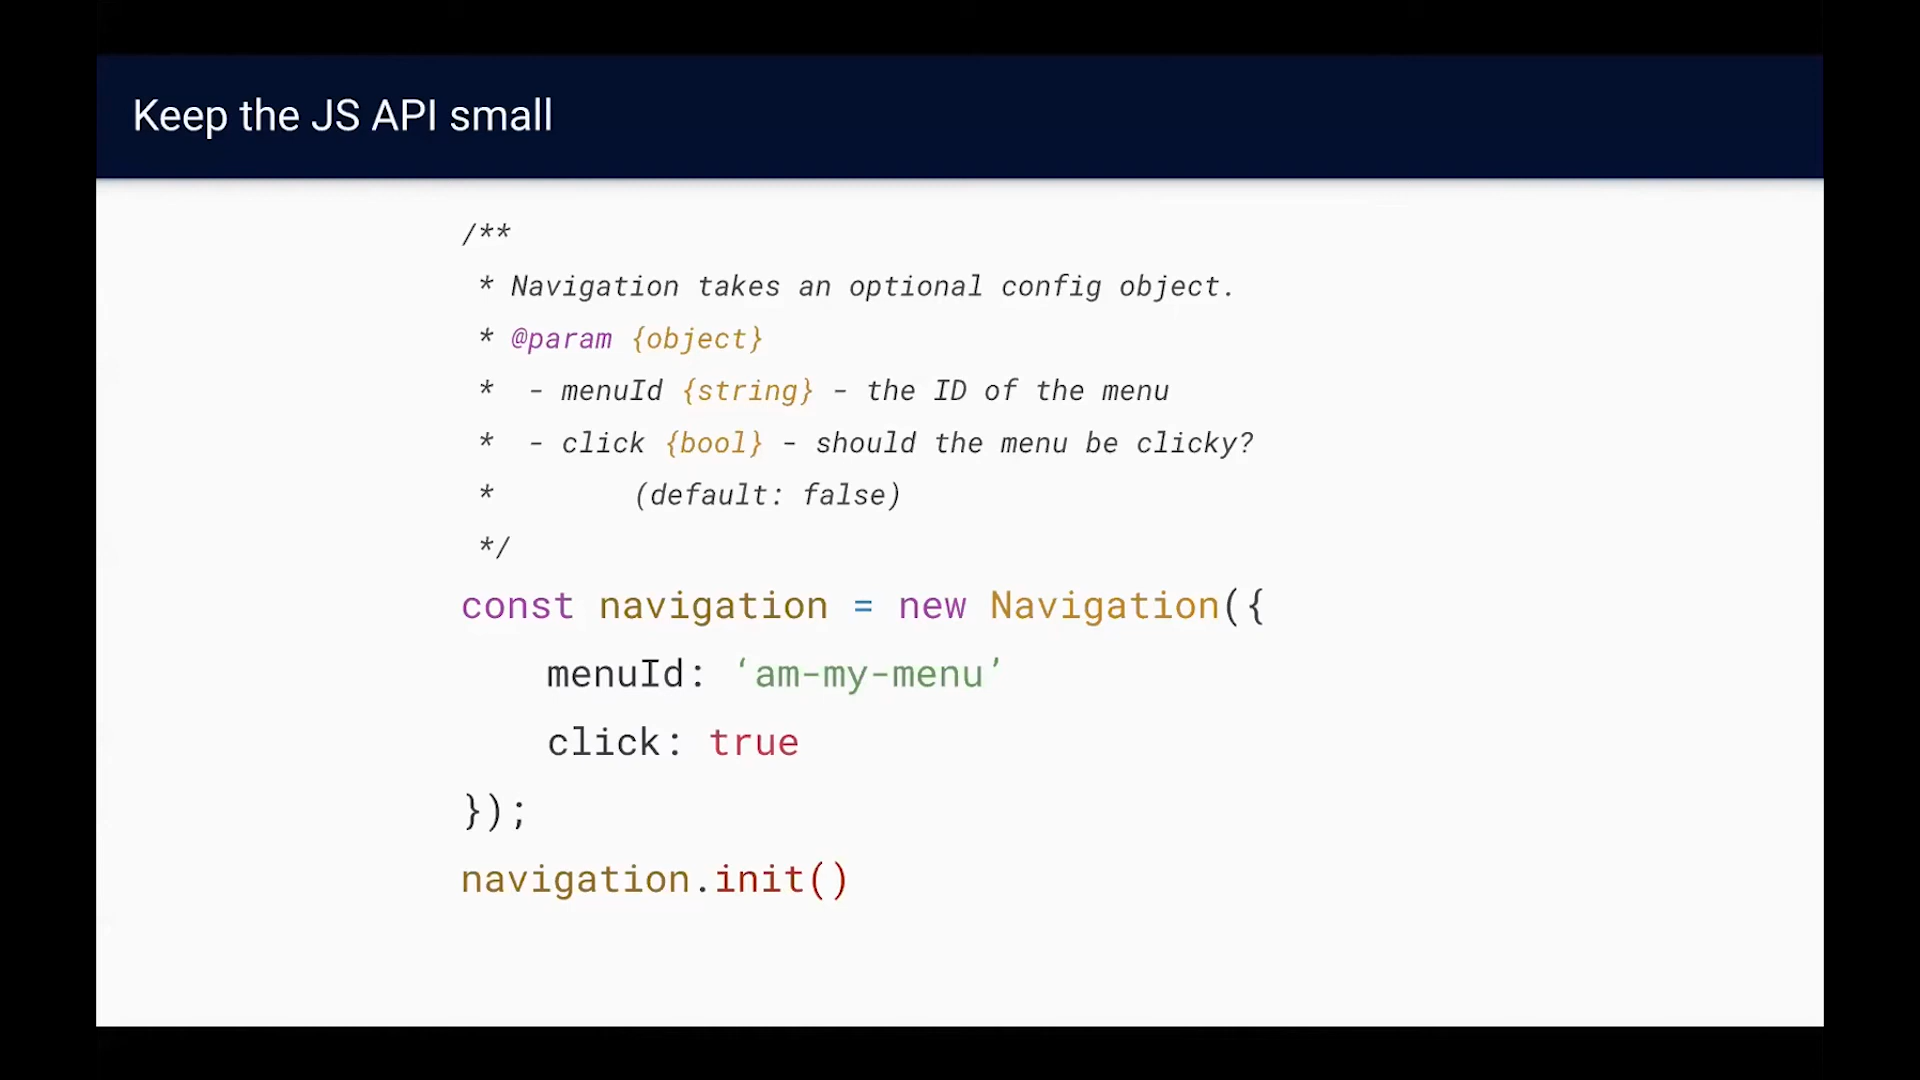 Keep the JS API small
/**
* Navigation takes an optional config object.
* @param {object}
* - menuId {string} - the ID of the menu
* - click {bool} - should the menu be clicky?
* (default: false)
*/
const navigation = new Navigation({
menuId: ‘am-my-menu’
click: true
});
navigation.init()